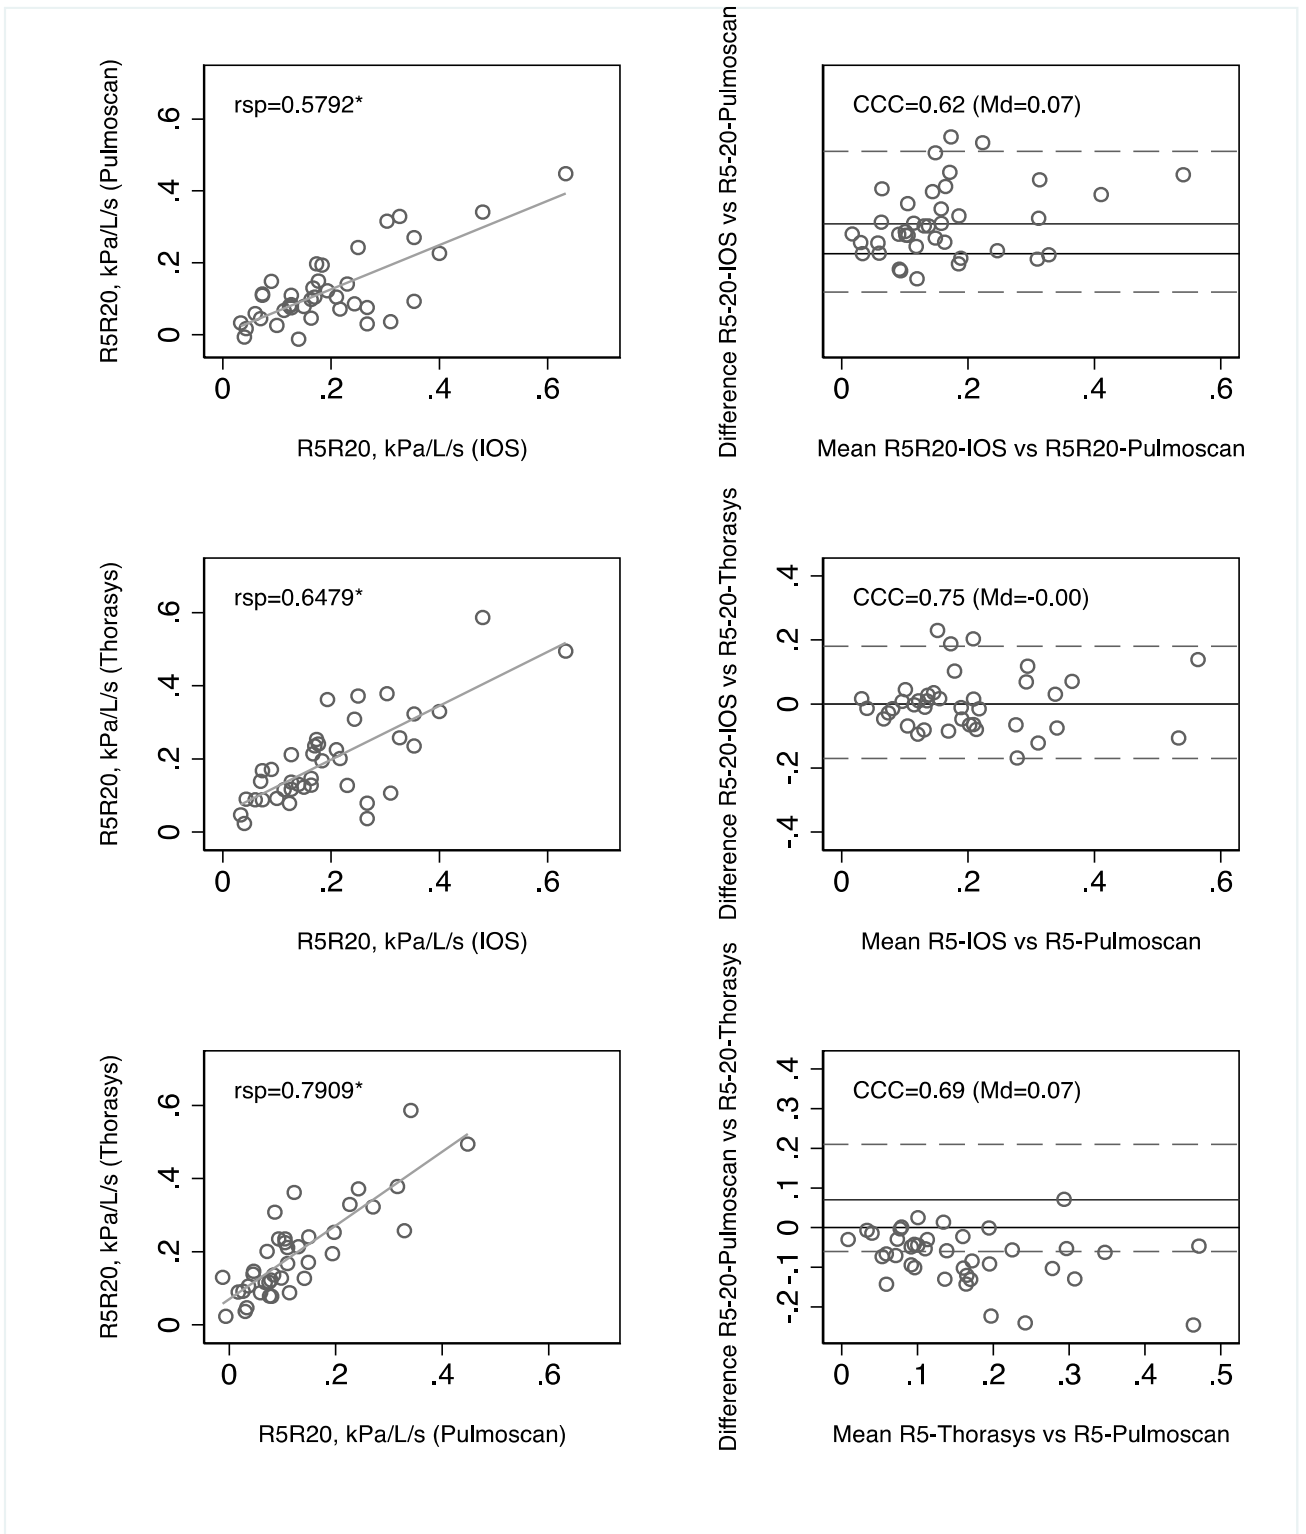 R5R20, kPa/L/s (Pulmoscan)
.6
.4
.2
0
rsp=0.5792*
0 .2 .4 .6
R5R20, kPa/L/s (IOS)
Difference R5-20-IOS vs R5-20-Pulmoscan
CCC=0.62 (Md=0.07)
0 .2 .4 .6
Mean R5R20-IOS vs R5R20-Pulmoscan
R5R20, kPa/L/s (Thorasys)
.6
.4
.2
0
rsp=0.6479*
0 .2 .4 .6
R5R20, kPa/L/s (IOS)
Difference R5-20-IOS vs R5-20-Thorasys
.4
.2
0
-.2
-.4
CCC=0.75 (Md=-0.00)
0 .2 .4 .6
Mean R5-IOS vs R5-Pulmoscan
R5R20, kPa/L/s (Thorasys)
.6
.4
.2
0
rsp=0.7909*
0 .2 .4 .6
R5R20, kPa/L/s (Pulmoscan)
Difference R5-20-Pulmoscan vs R5-20-Thorasys
.4
.3
.2
.1
0
-.1
-.2
CCC=0.69 (Md=0.07)
0 .1 .2 .3 .4 .5
Mean R5-Thorasys vs R5-Pulmoscan